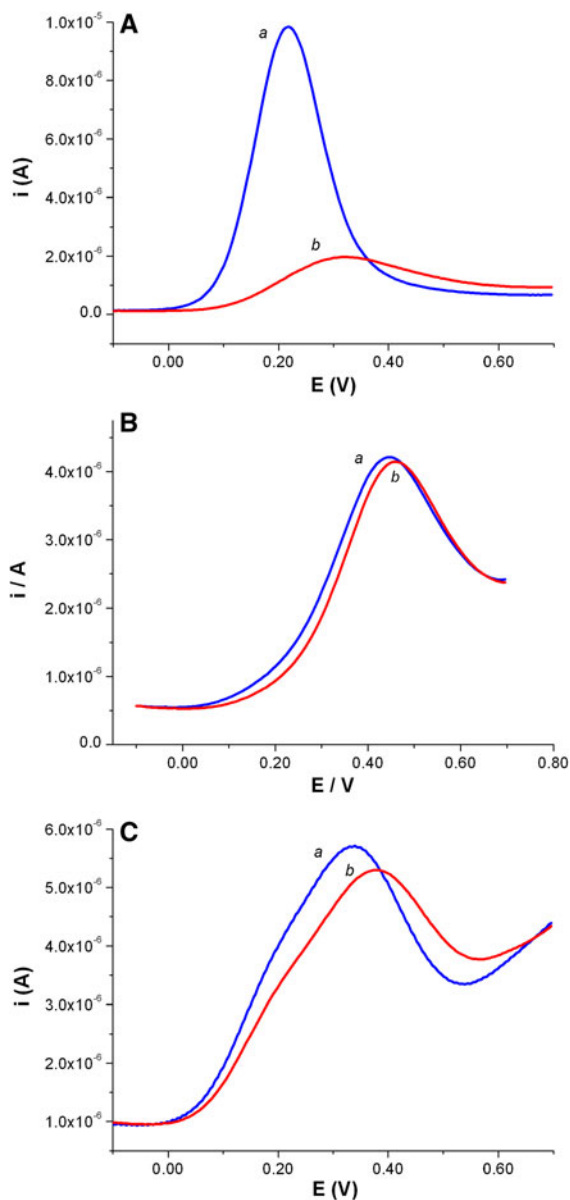 A
1.0x10⁻⁵
a
8.0x10⁻⁶
6.0x10⁻⁶
i (A)
4.0x10⁻⁶
b
2.0x10⁻⁶
0.0
0.00 0.20 0.40 0.60
E (V)
B
a
4.0x10⁻⁶
b
3.0x10⁻⁶
i / A
2.0x10⁻⁶
1.0x10⁻⁶
0.0
0.00 0.20 0.40 0.60 0.80
E / V
C
6.0x10⁻⁶
a
b
5.0x10⁻⁶
4.0x10⁻⁶
i (A)
3.0x10⁻⁶
2.0x10⁻⁶
1.0x10⁻⁶
0.00 0.20 0.40 0.60
E (V)